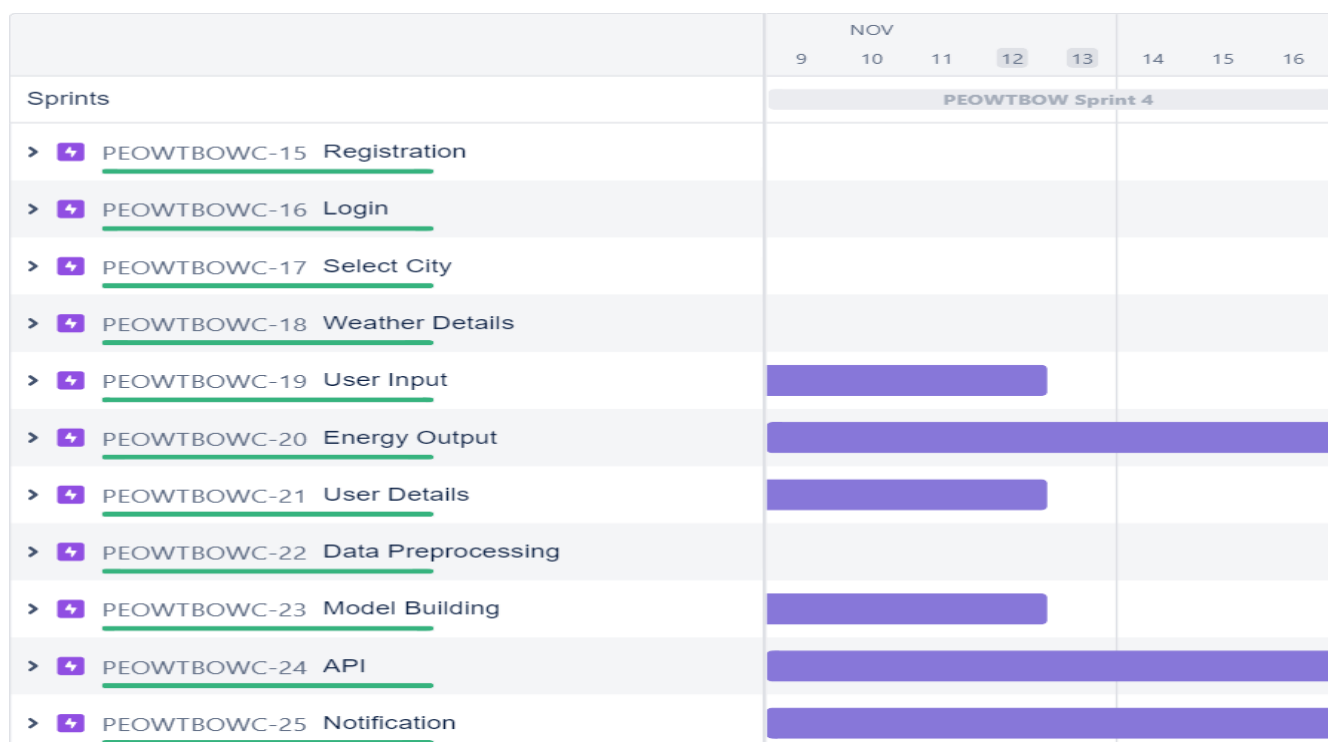 NOV
9 10 11 12 13 14 15 16
Sprints PEOWTBOW Sprint 4
PEOWTBOWC-15 Registration
PEOWTBOWC-16 Login
PEOWTBOWC-17 Select City
PEOWTBOWC-18 Weather Details
PEOWTBOWC-19 User Input
PEOWTBOWC-20 Energy Output
PEOWTBOWC-21 User Details
PEOWTBOWC-22 Data Preprocessing
PEOWTBOWC-23 Model Building
PEOWTBOWC-24 API
PEOWTBOWC-25 Notification